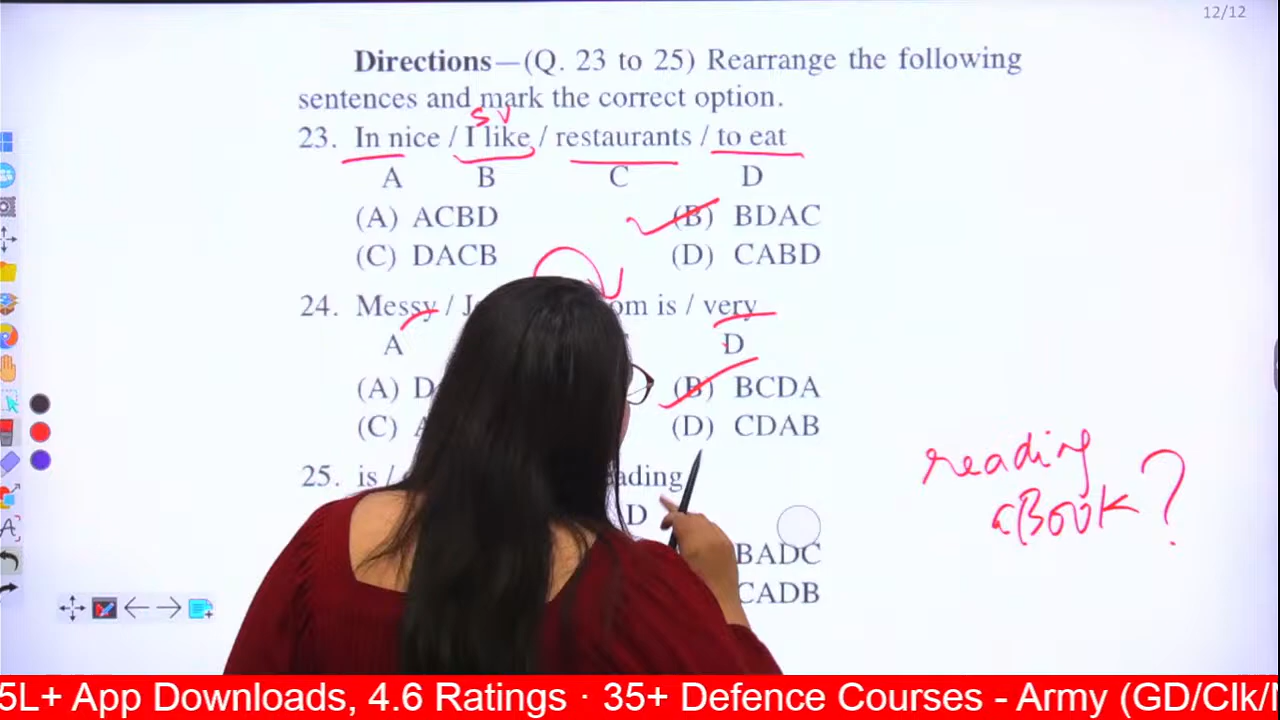 12/12
Directions—(Q. 23 to 25) Rearrange the following
sentences and mark the correct option.
S V
23. In nice / I like / restaurants / to eat
A B C D
(A) ACBD (B) BDAC
(C) DACB (D) CABD
24. Messy / is / very
A D
(A) (B) BCDA
(C) (D) CDAB
25. is /
D
BADC
CADB
reading
a Book ?
5L+ App Downloads, 4.6 Ratings · 35+ Defence Courses - Army (GD/Clk/